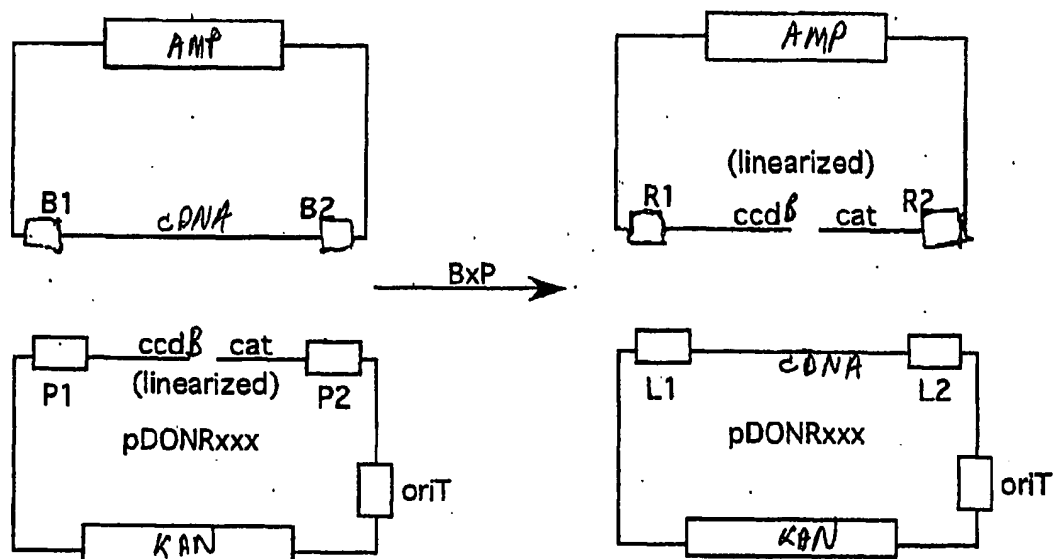 AMP
B1
cDNA
B2
P1
ccdB cat
(linearized)
P2
pDONRxxx
oriT
KAN
BxP
AMP
(linearized)
R1
ccdB
cat
R2
L1
cDNA
L2
pDONRxxx
oriT
KAN